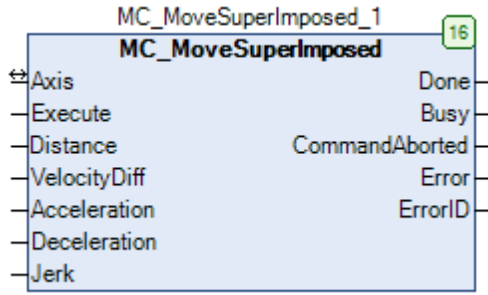 MC_MoveSuperImposed_1
16
MC_MoveSuperImposed
Axis Done
Execute Busy
Distance CommandAborted
VelocityDiff Error
Acceleration ErrorID
Deceleration
Jerk